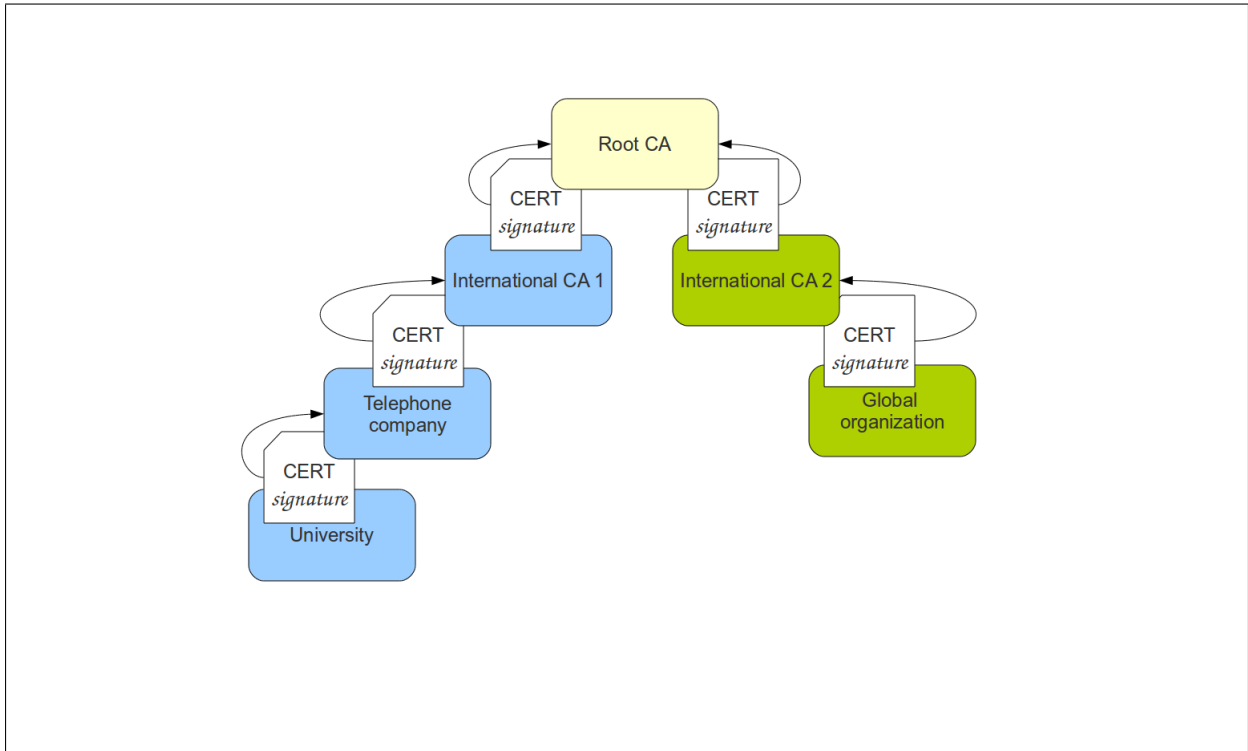 Root CA
CERT
signature
CERT
signature
International CA 1
International CA 2
CERT
signature
CERT
signature
Telephone
company
Global
organization
CERT
signature
University